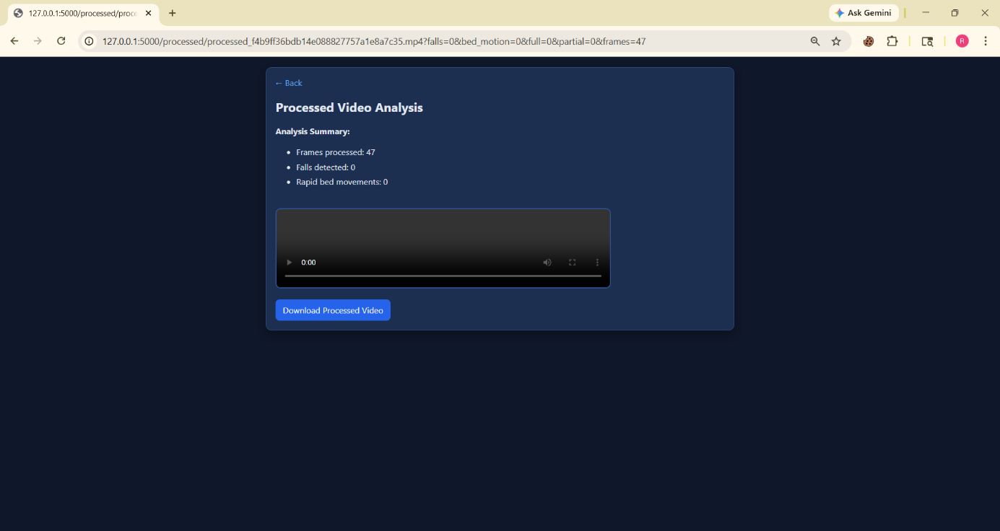 127.0.0.1:5000/processed/proce
Ask Gemini
127.0.0.1:5000/processed/processed_f4b9ff36bdb14e088827757a1e8a7c35.mp4?falls=0&bed_motion=0&full=0&partial=0&frames=47
R
← Back
Processed Video Analysis
Analysis Summary:
• Frames processed: 47
• Falls detected: 0
• Rapid bed movements: 0
0:00
Download Processed Video